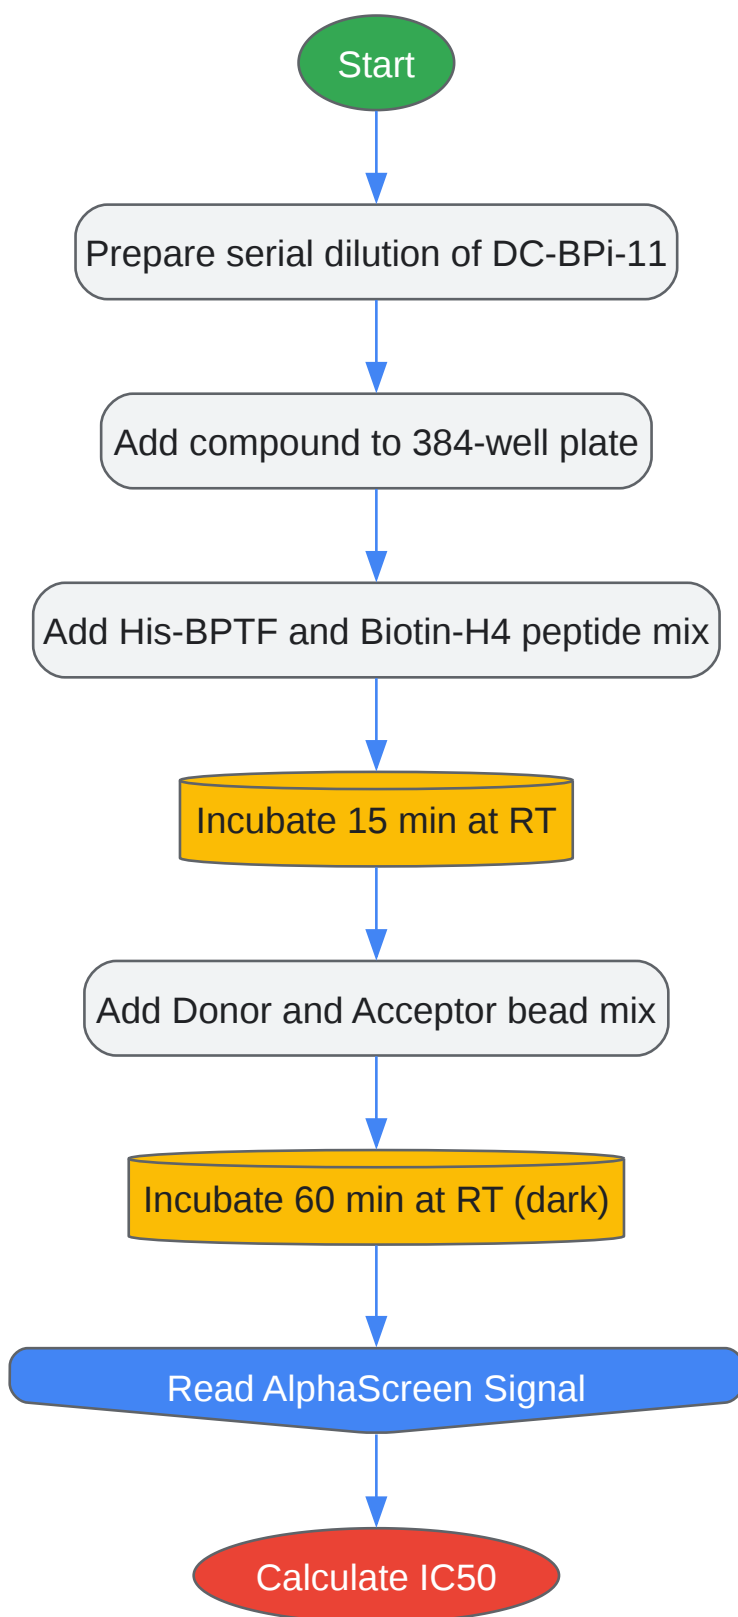 Start
Prepare serial dilution of DC-BPi-11
Add compound to 384-well plate
Add His-BPTF and Biotin-H4 peptide mix
Incubate 15 min at RT
Add Donor and Acceptor bead mix
Incubate 60 min at RT (dark)
Read AlphaScreen Signal
Calculate IC50